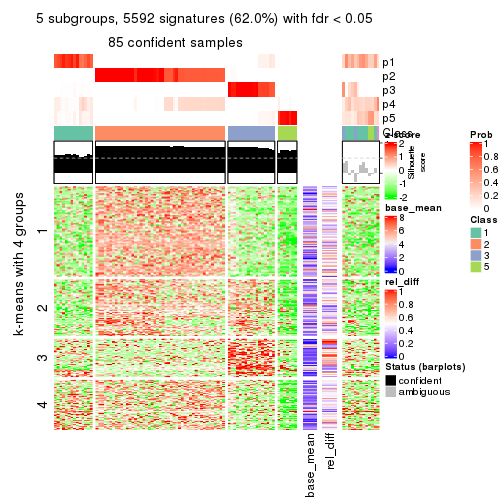 5 subgroups, 5592 signatures (62.0%) with fdr < 0.05
85 confident samples
p1
p2
p3
p4
p5
Class
z-score
2
1
0
-1
-2
Silhouette
score
Prob
1
0.8
0.6
0.4
0.2
0
base_mean
8
6
4
2
0
Class
1
2
3
5
rel_diff
1
0.8
0.6
0.4
0.2
0
Status (barplots)
confident
ambiguous
k-means with 4 groups
1
2
3
4
base_mean
rel_diff